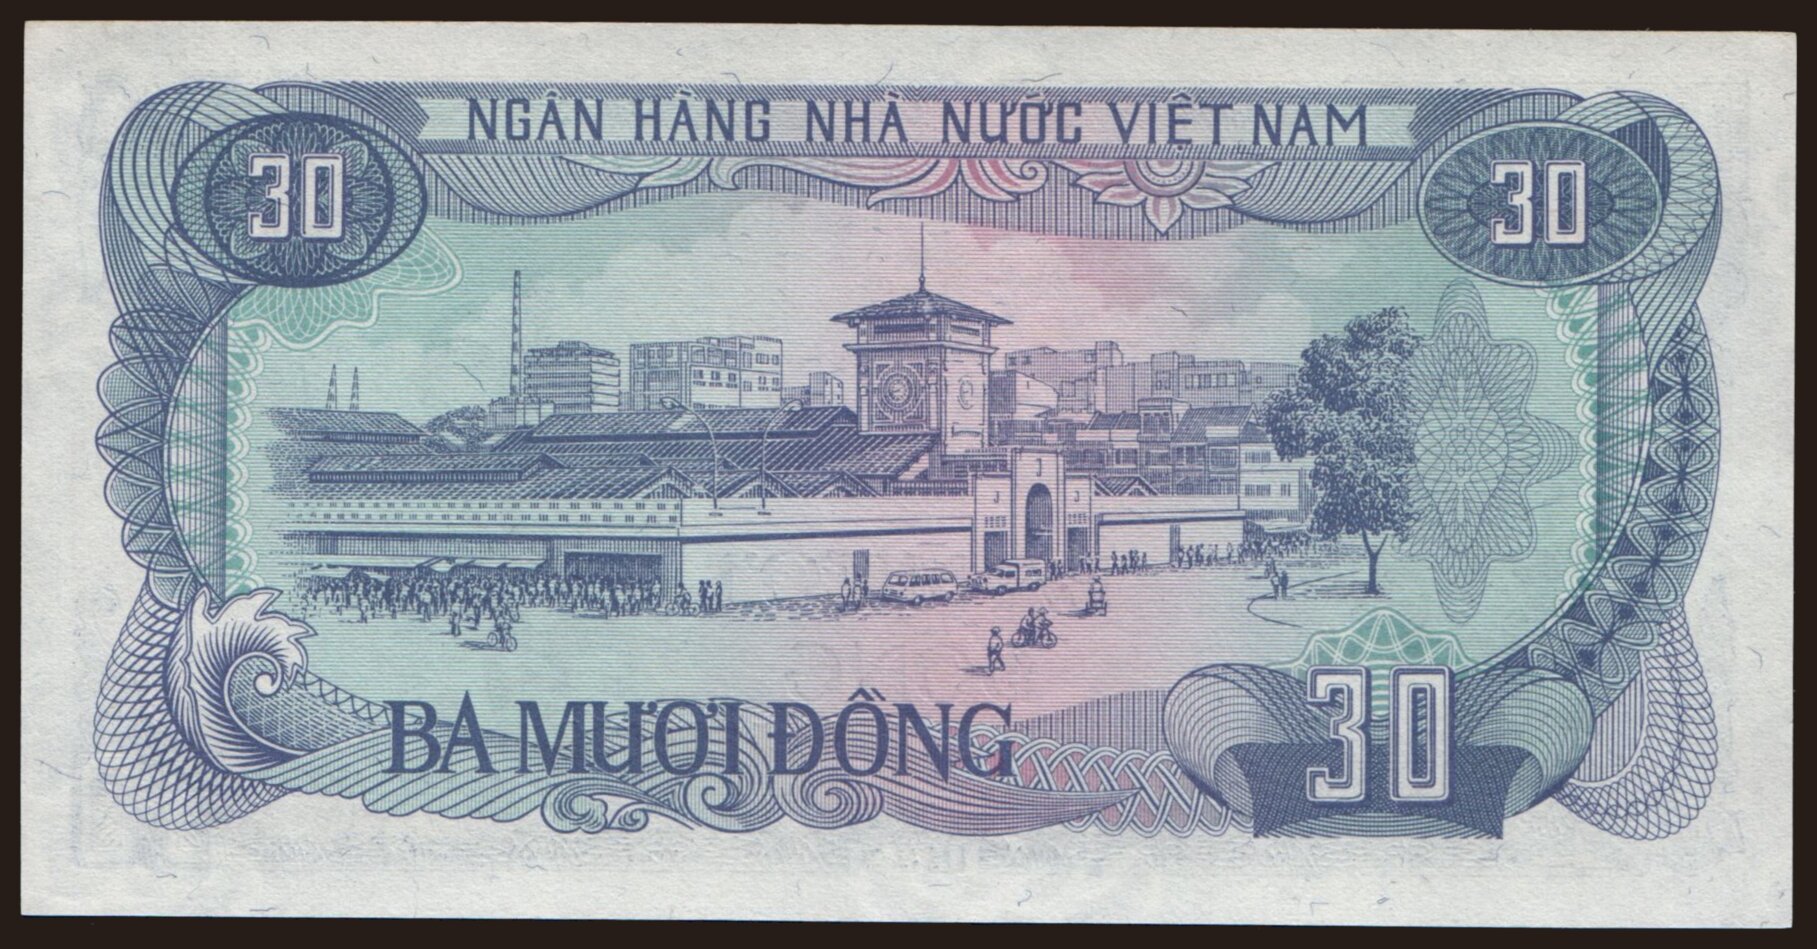 NGÂN HÀNG NHÀ NƯỚC VIỆT NAM
30
30
BA MƯƠI ĐỒNG
30